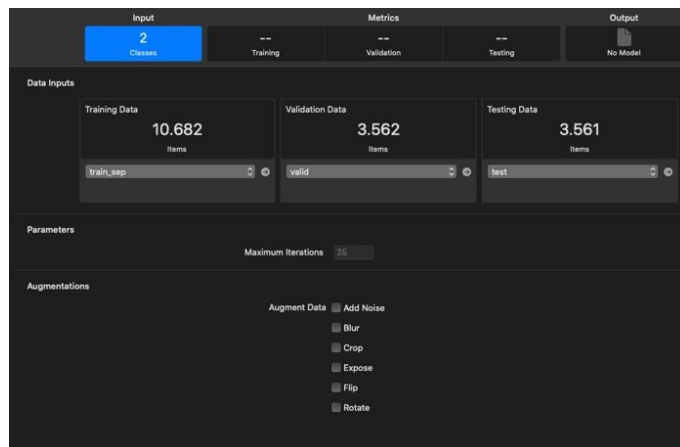 Input Metrics Output
2 -- -- --
Classes Training Validation Testing No Model
Data Inputs
Training Data Validation Data Testing Data
10.682 3.562 3.561
Items Items Items
train_sep valid test
Parameters
Maximum Iterations 25
Augmentations
Augment Data Add Noise
Blur
Crop
Expose
Flip
Rotate